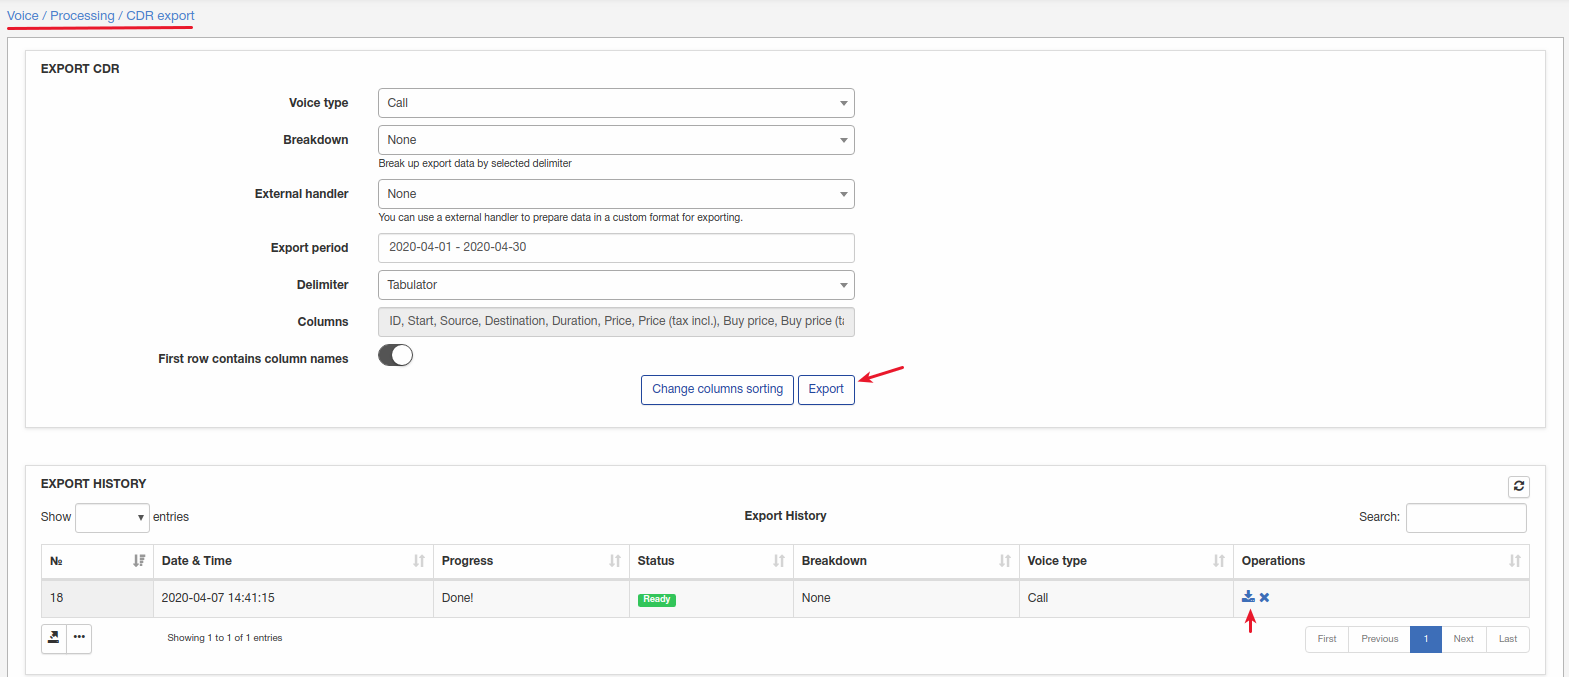 Voice / Processing / CDR export
EXPORT CDR
Voice type
Call
Breakdown
None
Break up export data by selected delimiter
External handler
None
You can use a external handler to prepare data in a custom format for exporting.
Export period
2020-04-01 - 2020-04-30
Delimiter
Tabulator
Columns
ID, Start, Source, Destination, Duration, Price, Price (tax incl.), Buy price, Buy price (ta
First row contains column names
Change columns sorting
Export
EXPORT HISTORY
Show entries
Export History
Search:
№ Date & Time Progress Status Breakdown Voice type Operations
18 2020-04-07 14:41:15 Done! Ready None Call
Showing 1 to 1 of 1 entries
First Previous 1 Next Last